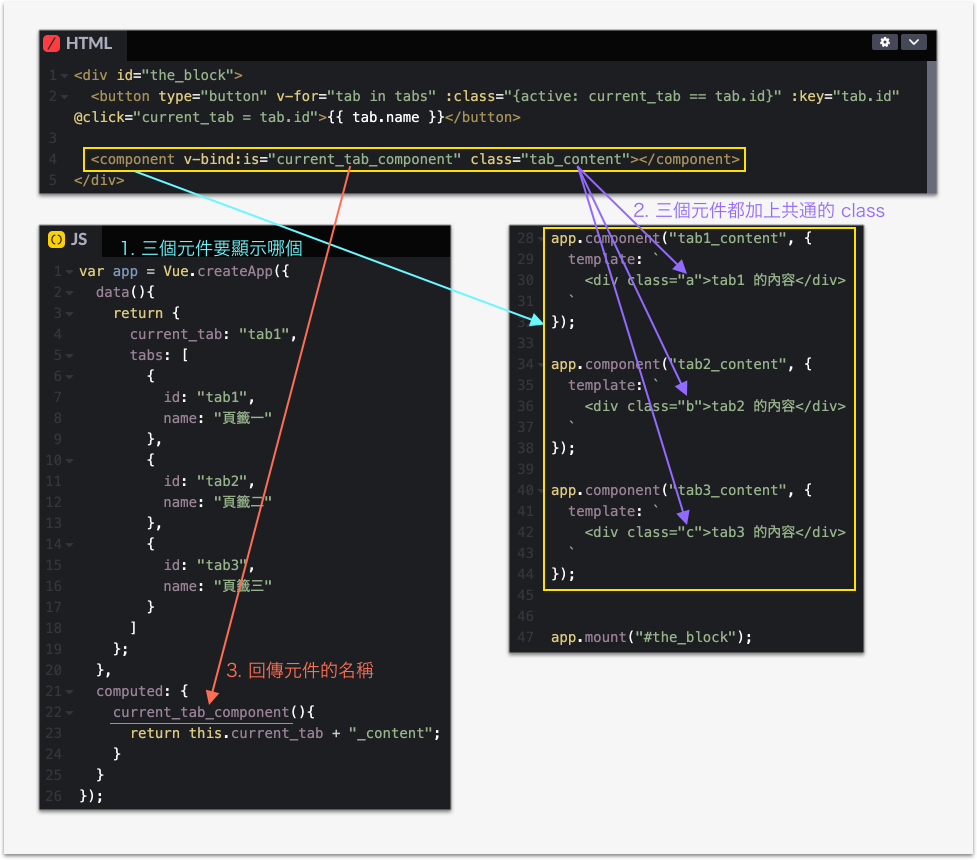 HTML
1 <div id="the_block">
2 <button type="button" v-for="tab in tabs" :class="{active: current_tab == tab.id}" :key="tab.id"
@click="current_tab = tab.id">{{ tab.name }}</button>
3
4 <component v-bind:is="current_tab_component" class="tab_content"></component>
5 </div>
2. 三個元件都加上共通的 class
JS
1. 三個元件要顯示哪個
1 var app = Vue.createApp({
2 data(){
3 return {
4 current_tab: "tab1",
5 tabs: [
6 {
7 id: "tab1",
8 name: "頁籤一"
9 },
10 {
11 id: "tab2",
12 name: "頁籤二"
13 },
14 {
15 id: "tab3",
16 name: "頁籤三"
17 }
18 ]
19 };
20 },
3. 回傳元件的名稱
21 computed: {
22 current_tab_component(){
23 return this.current_tab + "_content";
24 }
25 }
26 });
28 app.component("tab1_content", {
29 template: `
30 <div class="a">tab1 的內容</div>
31 `
32 });
33
34 app.component("tab2_content", {
35 template: `
36 <div class="b">tab2 的內容</div>
37 `
38 });
39
40 app.component("tab3_content", {
41 template: `
42 <div class="c">tab3 的內容</div>
43 `
44 });
45
46
47 app.mount("#the_block");